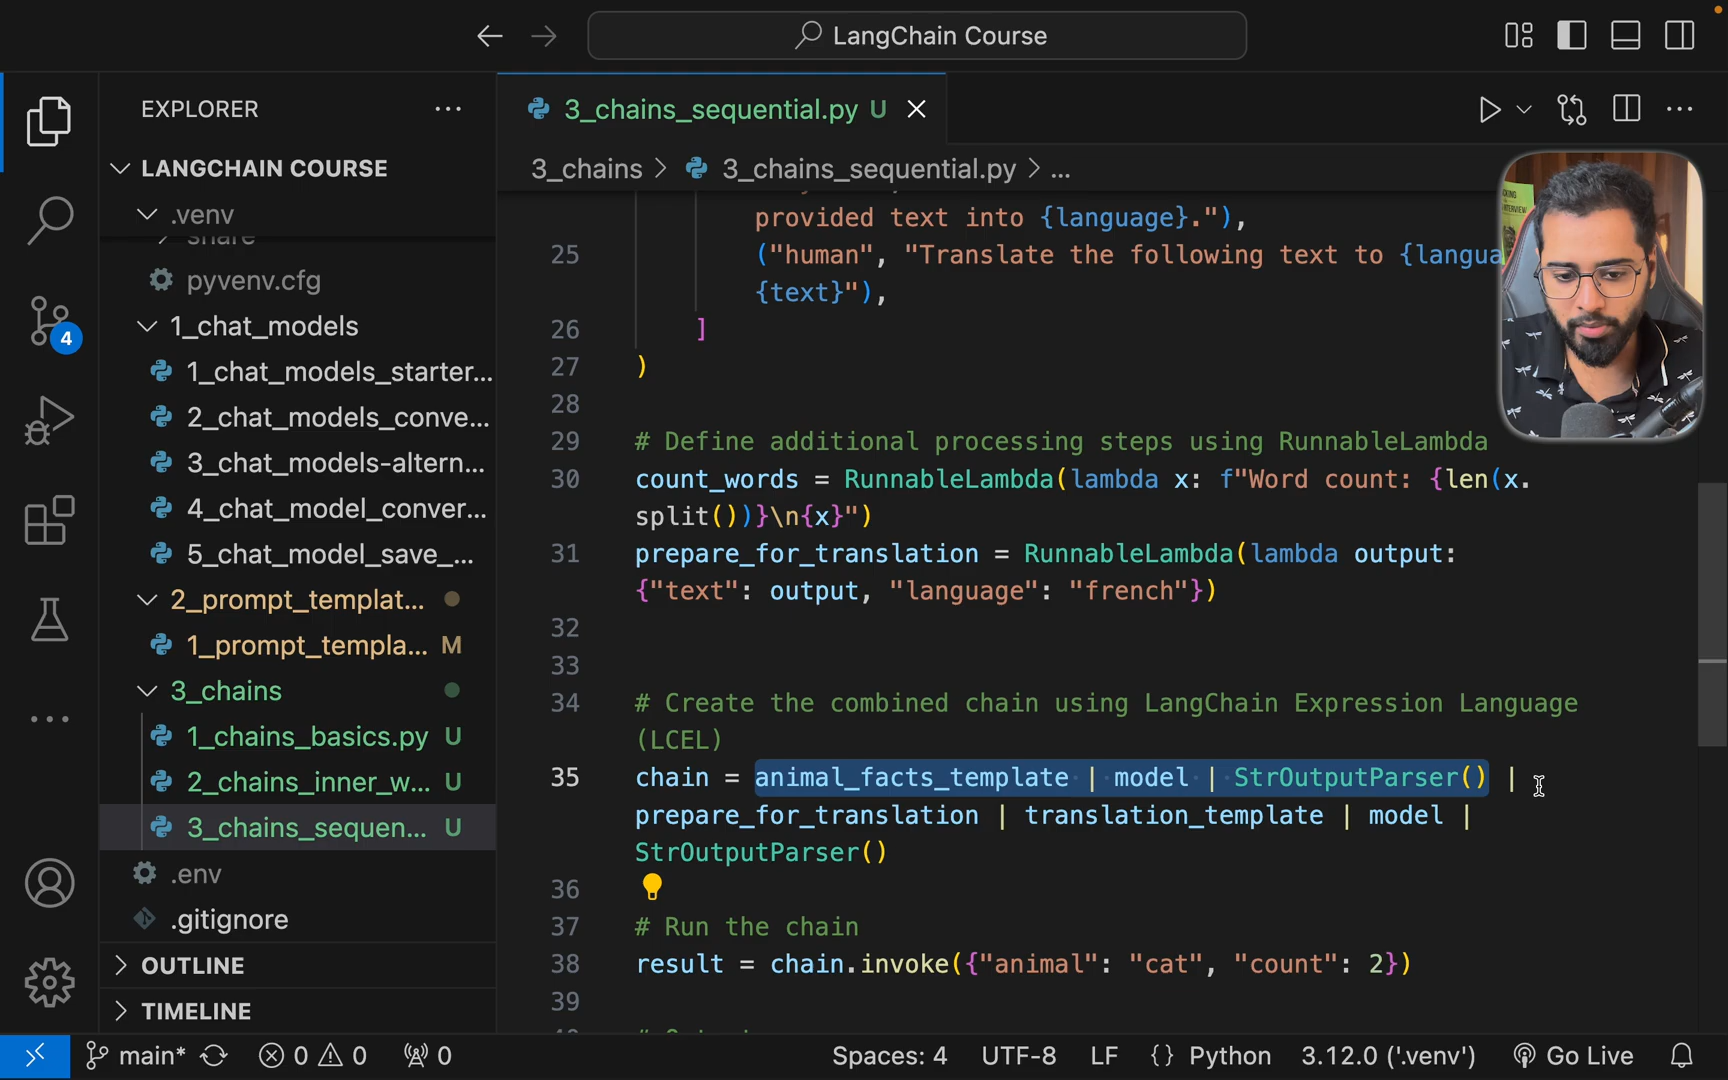 LangChain Course
EXPLORER
LANGCHAIN COURSE
.venv
share
pyvenv.cfg
1_chat_models
1_chat_models_starter...
2_chat_models_conve...
3_chat_models-altern...
4_chat_model_conver...
5_chat_model_save_...
2_prompt_templat...
1_prompt_templa... M
3_chains
1_chains_basics.py U
2_chains_inner_w... U
3_chains_sequen... U
.env
.gitignore
OUTLINE
TIMELINE
4
3_chains_sequential.py U
3_chains > 3_chains_sequential.py > ...
provided text into {language}."),
25 ("human", "Translate the following text to {langua
{text}"),
26 ]
27 )
28
29 # Define additional processing steps using RunnableLambda
30 count_words = RunnableLambda(lambda x: f"Word count: {len(x.
split())}\n{x}")
31 prepare_for_translation = RunnableLambda(lambda output:
{"text": output, "language": "french"})
32
33
34 # Create the combined chain using LangChain Expression Language
(LCEL)
35 chain = animal_facts_template | model | StrOutputParser() |
prepare_for_translation | translation_template | model |
StrOutputParser()
36
37 # Run the chain
38 result = chain.invoke({"animal": "cat", "count": 2})
39
main* 0 0 0 Spaces: 4 UTF-8 LF {} Python 3.12.0 ('.venv') Go Live